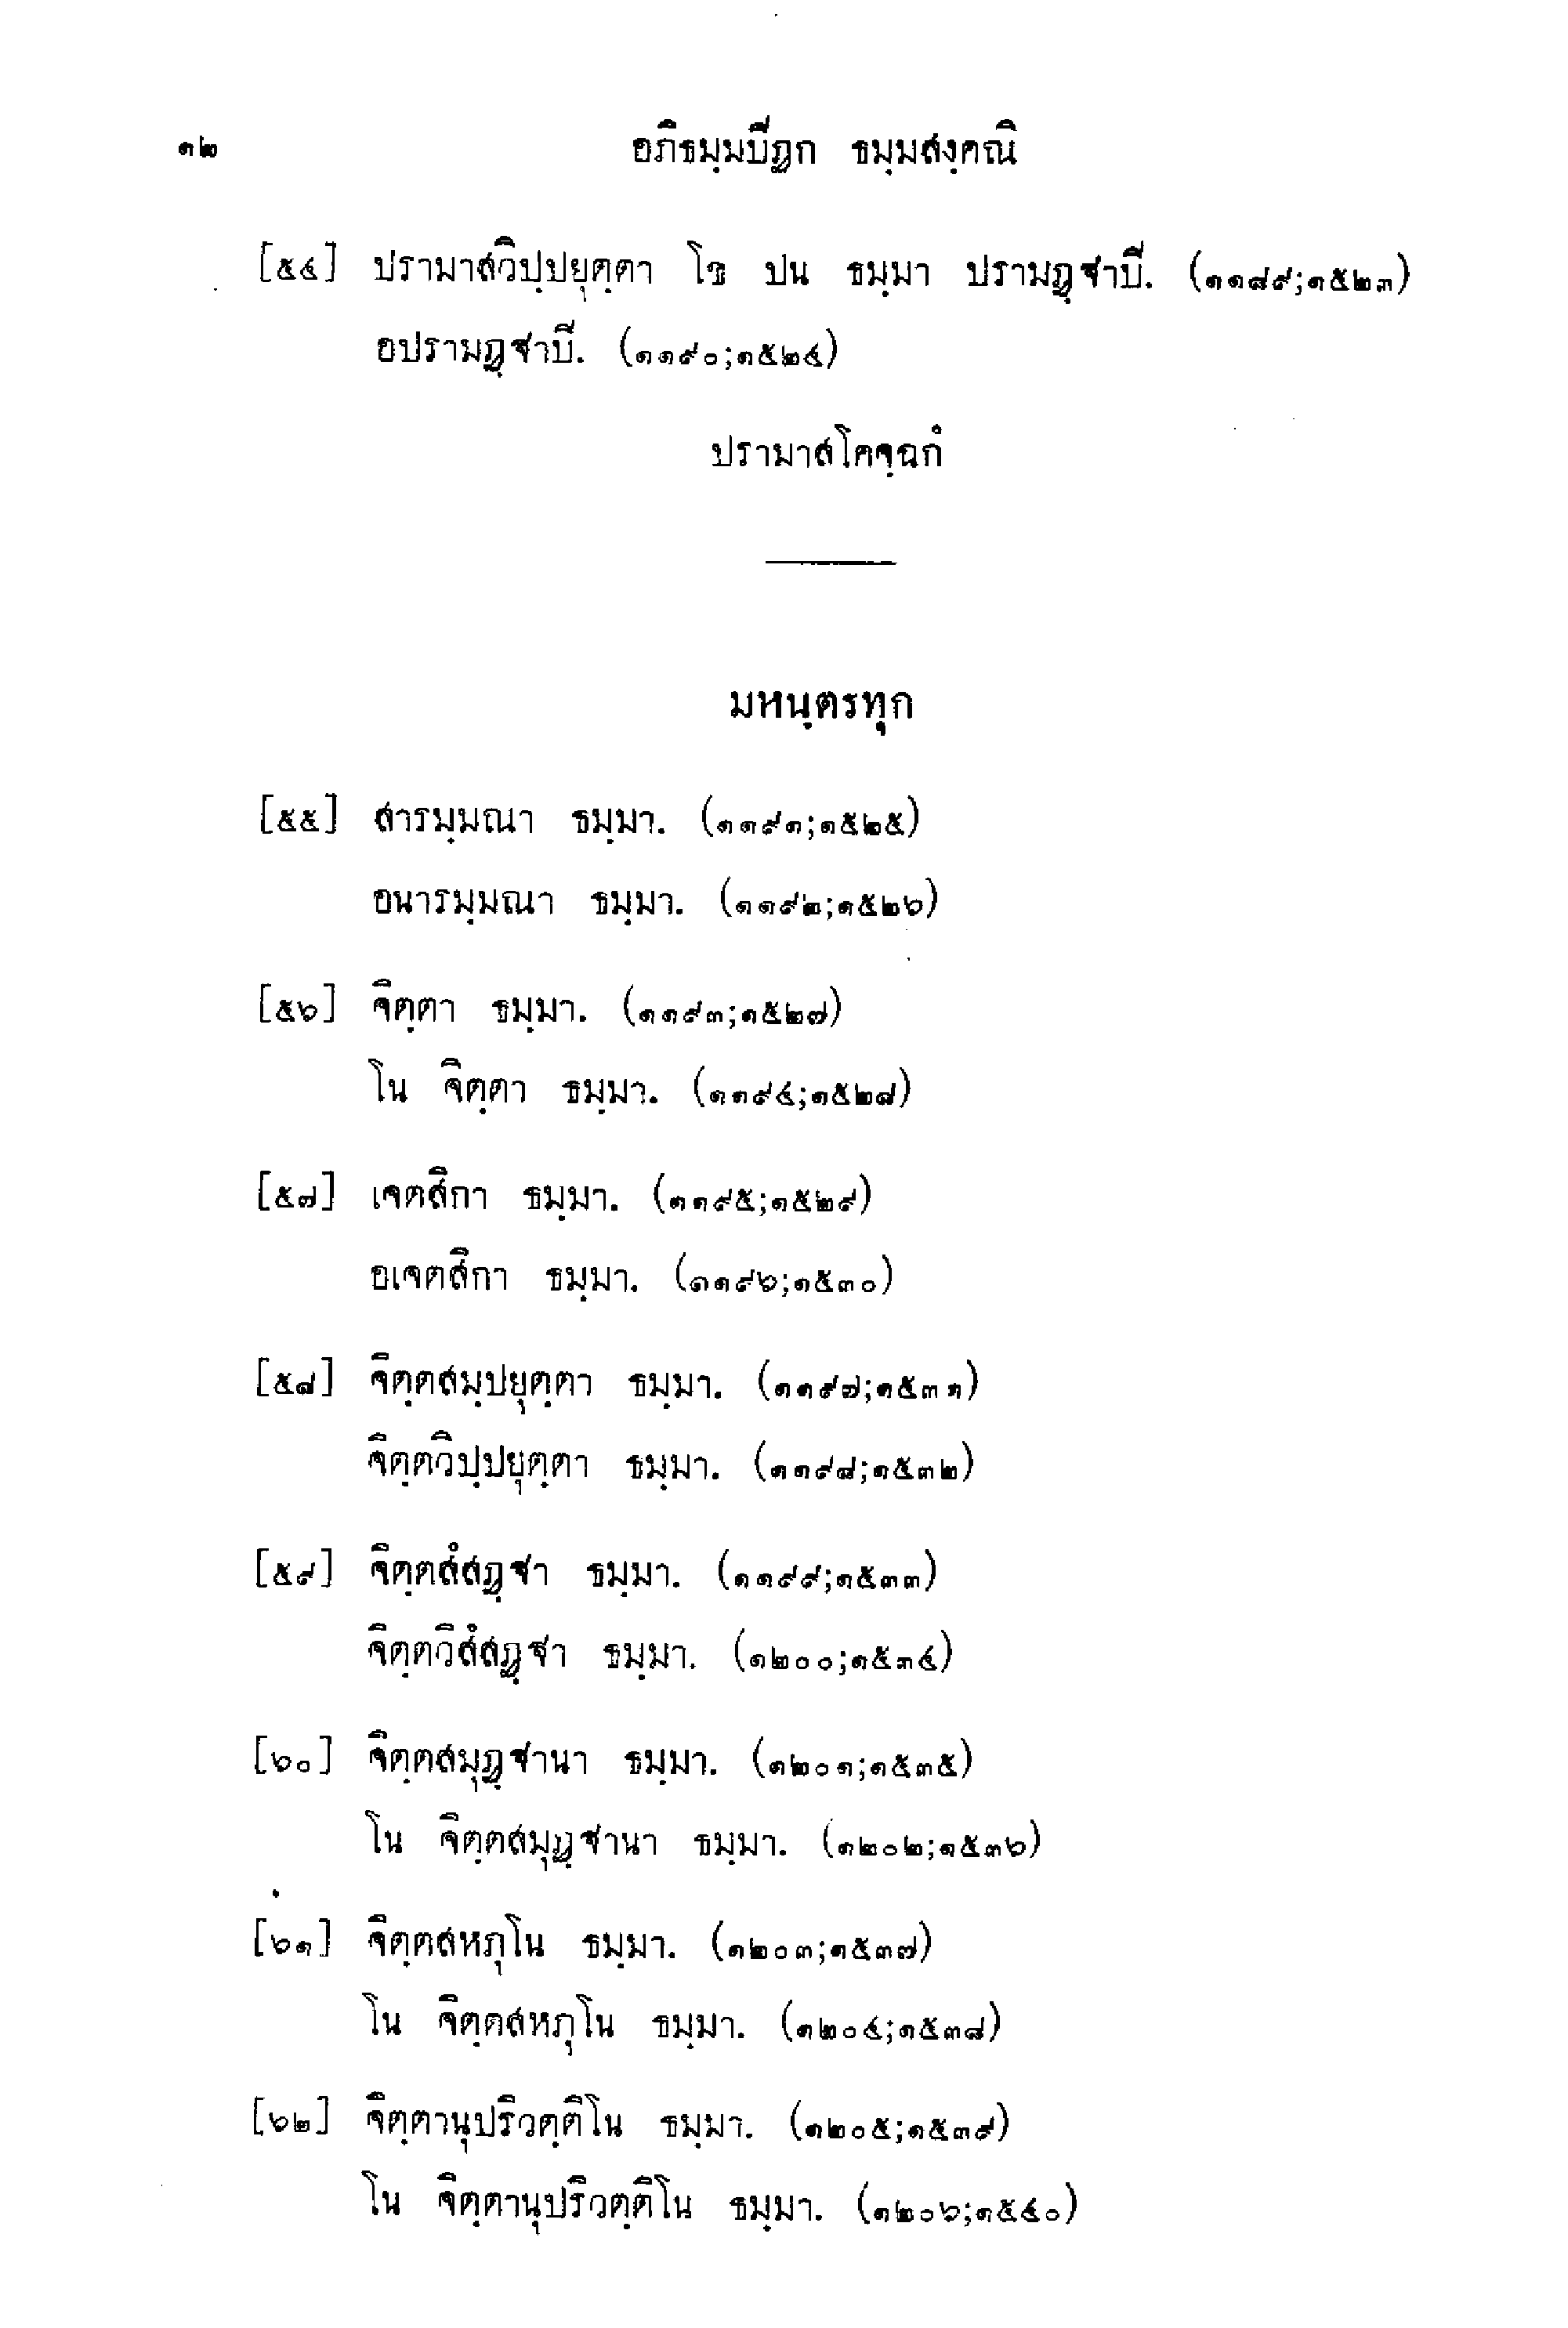 ๑๒ อภิธมฺมปิฏก ธมฺมสงฺคณิ
[๕๔] ปรามาสวิปฺปยุตฺตา โข ปน ธมฺมา ปรามฏฺฐาปิ. (๑๑๘๙;๑๕๒๓)
อปรามฏฺฐาปิ. (๑๑๙๐;๑๕๒๔)
ปรามาสโคจฺฉกํ
มหนฺตรทุก
[๕๕] สารมฺมณา ธมฺมา. (๑๑๙๑;๑๕๒๕)
อนารมฺมณา ธมฺมา. (๑๑๙๒;๑๕๒๖)
[๕๖] จิตฺตา ธมฺมา. (๑๑๙๓;๑๕๒๗)
โน จิตฺตา ธมฺมา. (๑๑๙๔;๑๕๒๘)
[๕๗] เจตสิกา ธมฺมา. (๑๑๙๕;๑๕๒๙)
อเจตสิกา ธมฺมา. (๑๑๙๖;๑๕๓๐)
[๕๘] จิตฺตสมฺปยุตฺตา ธมฺมา. (๑๑๙๗;๑๕๓๑)
จิตฺตวิปฺปยุตฺตา ธมฺมา. (๑๑๙๘;๑๕๓๒)
[๕๙] จิตฺตสํสฏฺฐา ธมฺมา. (๑๑๙๙;๑๕๓๓)
จิตฺตวิสํสฏฺฐา ธมฺมา. (๑๒๐๐;๑๕๓๔)
[๖๐] จิตฺตสมุฏฺฐานา ธมฺมา. (๑๒๐๑;๑๕๓๕)
โน จิตฺตสมุฏฺฐานา ธมฺมา. (๑๒๐๒;๑๕๓๖)
[๖๑] จิตฺตสหภุโน ธมฺมา. (๑๒๐๓;๑๕๓๗)
โน จิตฺตสหภุโน ธมฺมา. (๑๒๐๔;๑๕๓๘)
[๖๒] จิตฺตานุปริวตฺติโน ธมฺมา. (๑๒๐๕;๑๕๓๙)
โน จิตฺตานุปริวตฺติโน ธมฺมา. (๑๒๐๖;๑๕๔๐)